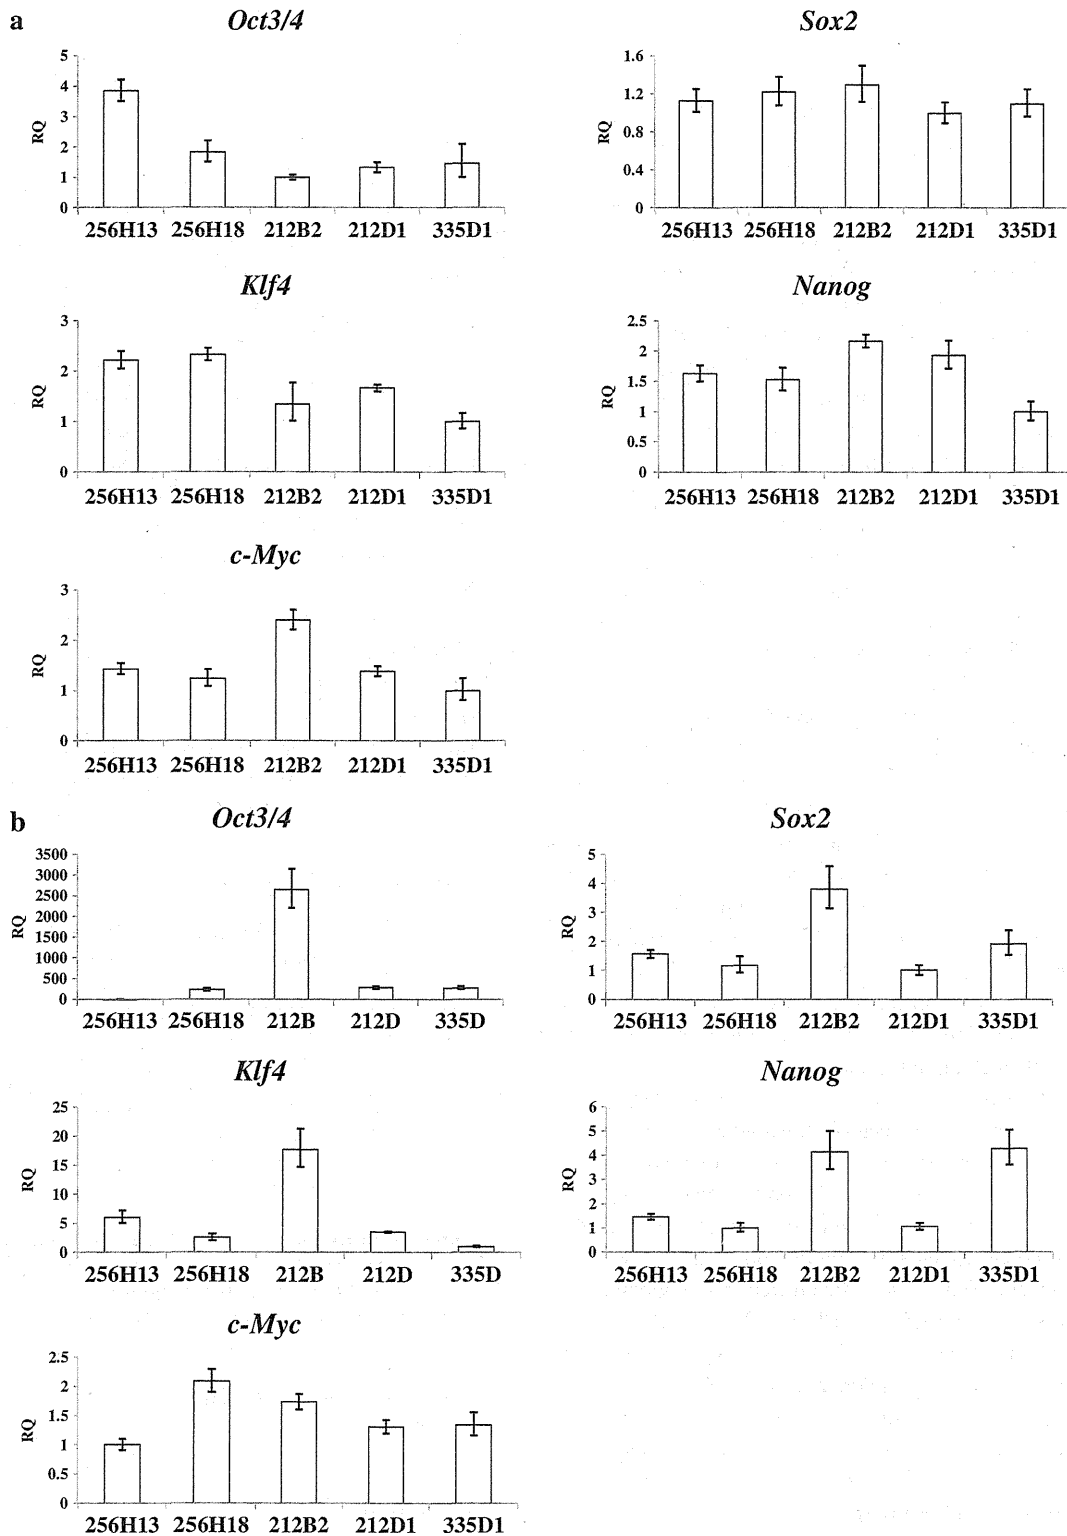 a
Oct3/4
5
4
3
2
1
0
RQ
256H13 256H18 212B2 212D1 335D1
Sox2
1.6
1.2
0.8
0.4
0
RQ
256H13 256H18 212B2 212D1 335D1
Klf4
3
2
1
0
RQ
256H13 256H18 212B2 212D1 335D1
Nanog
2.5
2
1.5
1
0.5
0
RQ
256H13 256H18 212B2 212D1 335D1
c-Myc
3
2
1
0
RQ
256H13 256H18 212B2 212D1 335D1
b
Oct3/4
3500
3000
2500
2000
1500
1000
500
0
RQ
256H13 256H18 212B 212D 335D
Sox2
5
4
3
2
1
0
RQ
256H13 256H18 212B2 212D1 335D1
Klf4
25
20
15
10
5
0
RQ
256H13 256H18 212B 212D 335D
Nanog
6
5
4
3
2
1
0
RQ
256H13 256H18 212B2 212D1 335D1
c-Myc
2.5
2
1.5
1
0.5
0
RQ
256H13 256H18 212B2 212D1 335D1